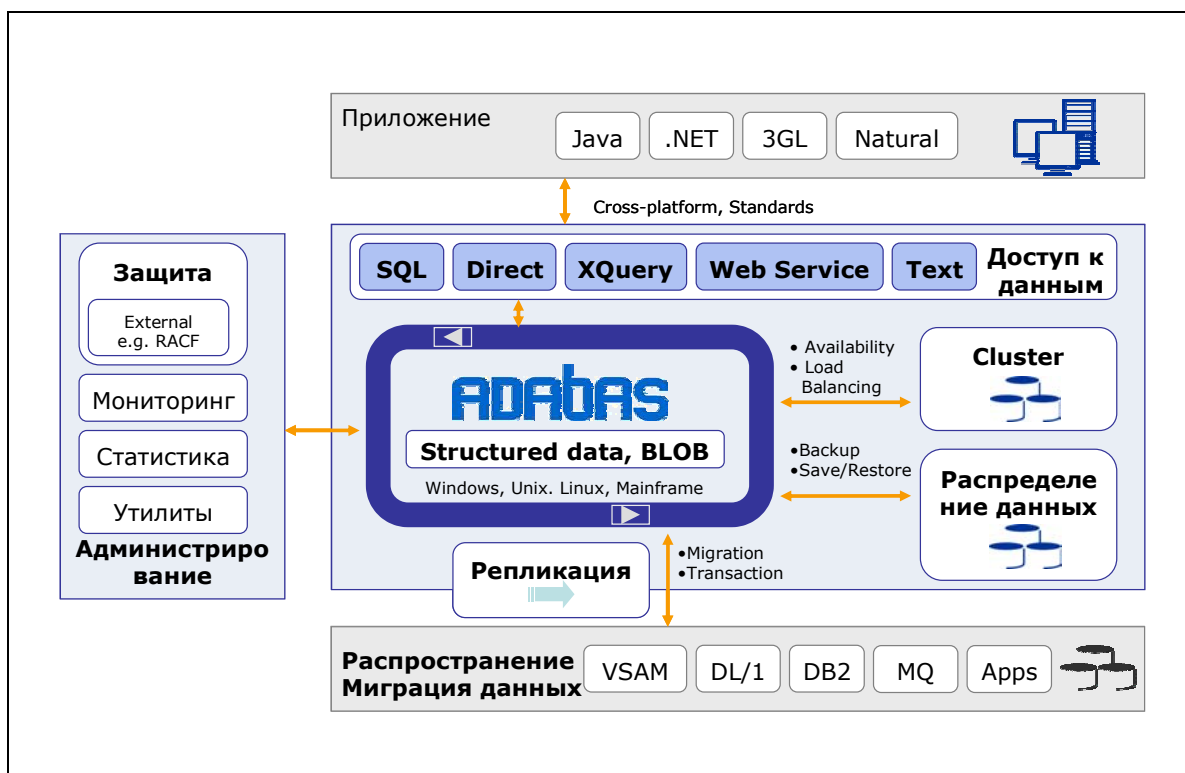 Приложение
Java
.NET
3GL
Natural
Cross-platform, Standards
Защита
External
e.g. RACF
Мониторинг
Статистика
Утилиты
Администриро
вание
SQL
Direct
XQuery
Web Service
Text
Доступ к
данным
ADABAS
Structured data, BLOB
Windows, Unix. Linux, Mainframe
• Availability
• Load
Balancing
Cluster
•Backup
•Save/Restore
Распределе
ние данных
Репликация
•Migration
•Transaction
Распространение
Миграция данных
VSAM
DL/1
DB2
MQ
Apps